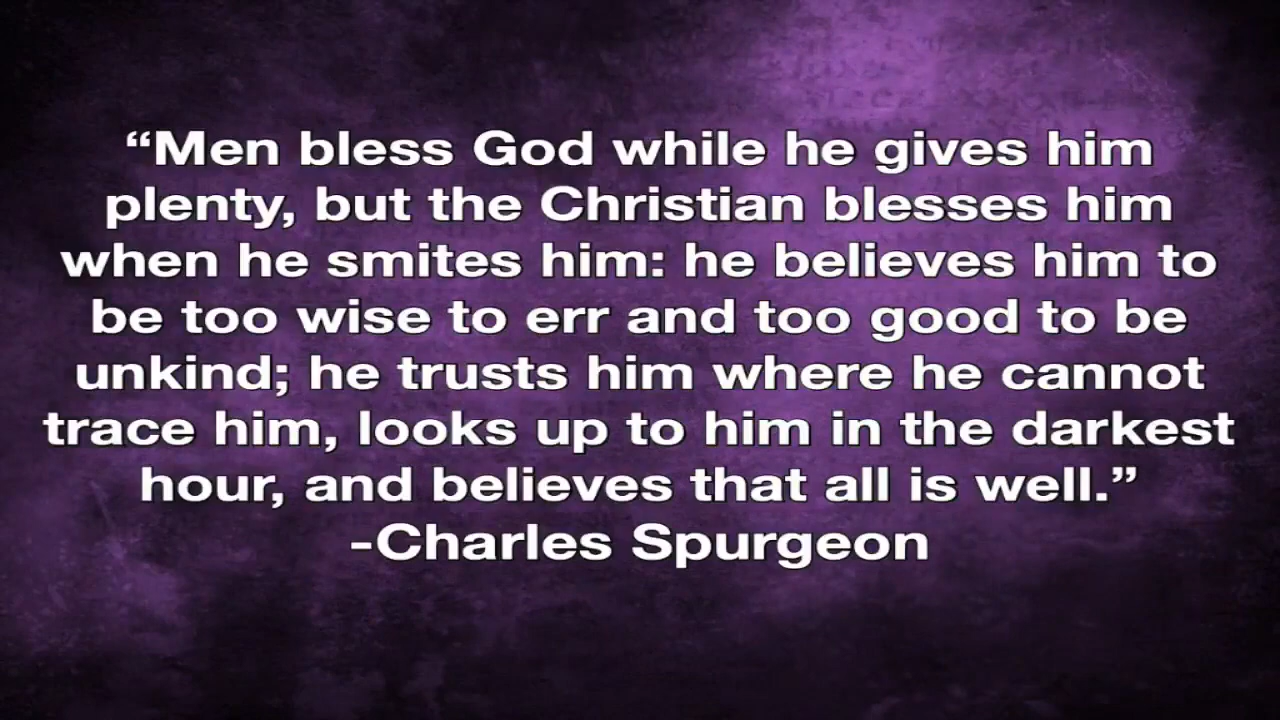 “Men bless God while he gives him
plenty, but the Christian blesses him
when he smites him: he believes him to
be too wise to err and too good to be
unkind; he trusts him where he cannot
trace him, looks up to him in the darkest
hour, and believes that all is well.”
-Charles Spurgeon